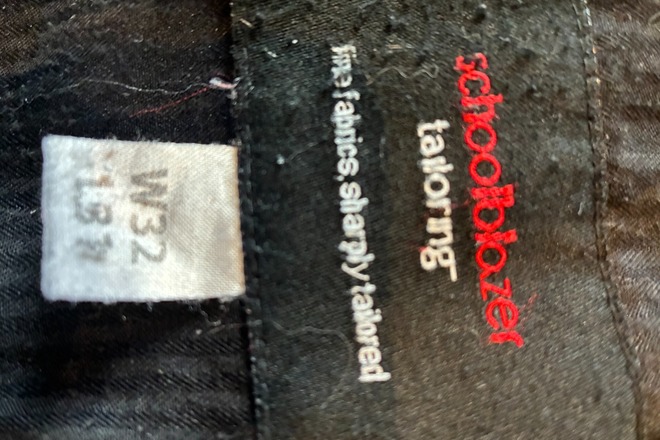 schoolblazer
tailoring
fine fabrics, sharply tailored
W32